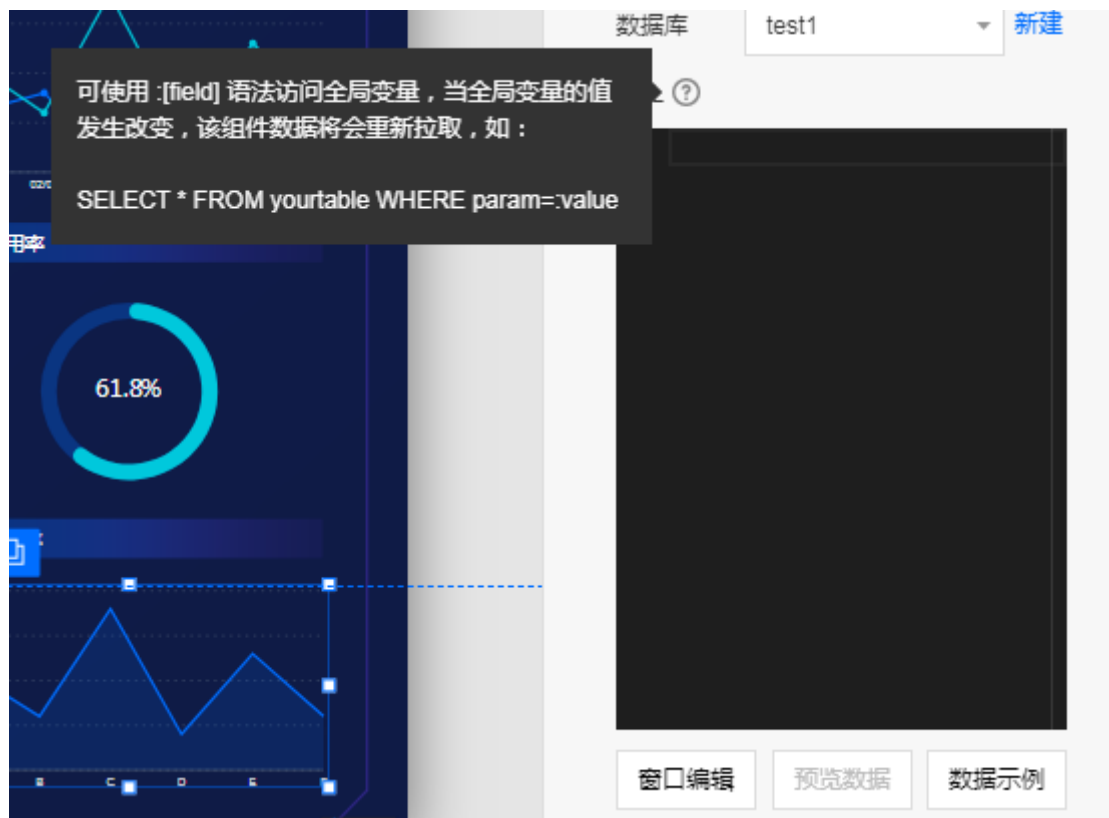 数据库
test1
新建
可使用 :[field] 语法访问全局变量，当全局变量的值
发生改变，该组件数据将会重新拉取，如：
SELECT * FROM yourtable WHERE param=:value
?
用率
61.8%
B
C
D
E
窗口编辑
预览数据
数据示例